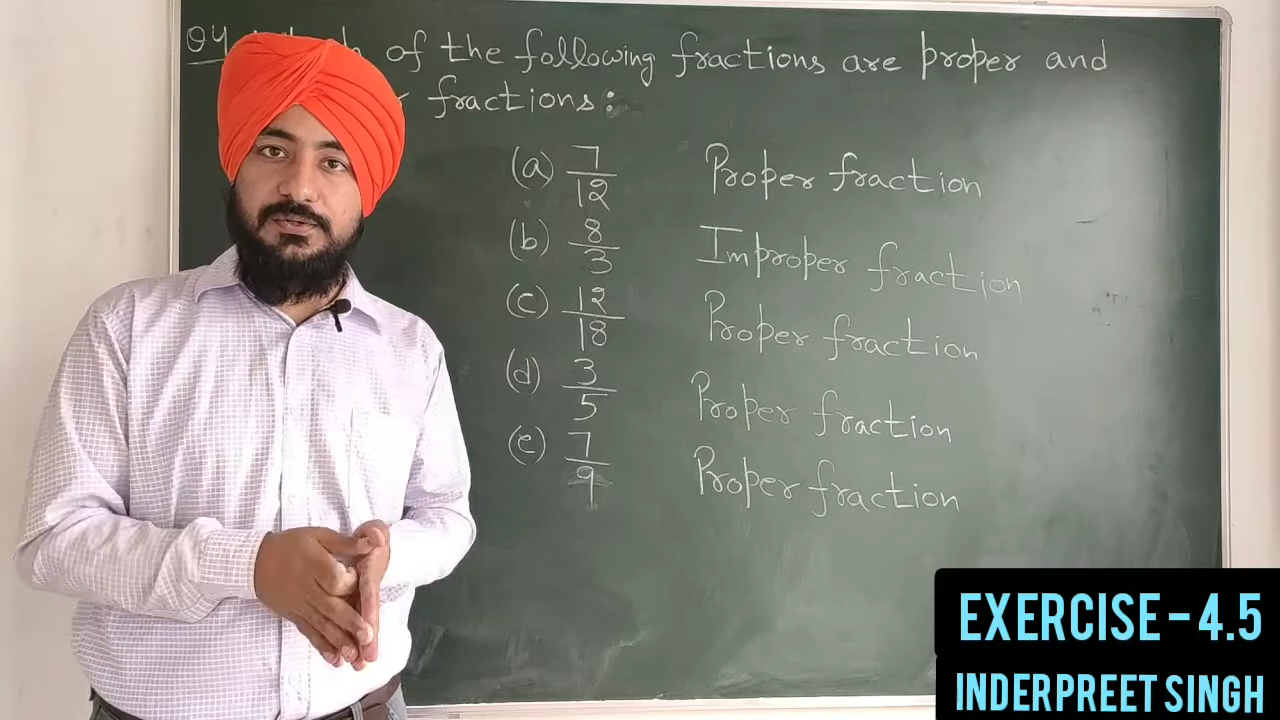 Q4 of the following fractions are proper and
fractions:
(a) 7/12 Proper fraction
(b) 8/3 Improper fraction
(c) 12/18 Proper fraction
(d) 3/5 Proper fraction
(e) 7/9 Proper fraction
EXERCISE - 4.5
INDERPREET SINGH